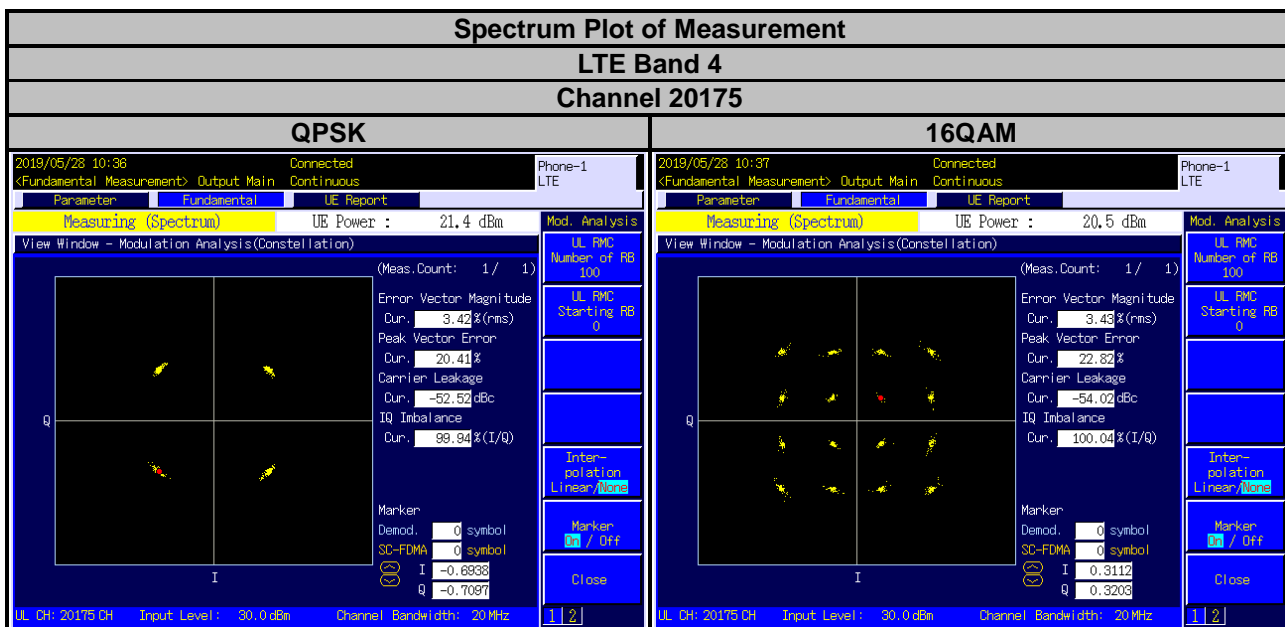 Spectrum Plot of Measurement
LTE Band 4
Channel 20175
QPSK
2019/05/28 10:36 Connected
Phone-1
<Fundamental Measurement> Output Main Continuous
LTE
Parameter Fundamental UE Report
Measuring (Spectrum) UE Power : 21.4 dBm
Mod. Analysis
View Window - Modulation Analysis(Constellation)
UL RMC
Number of RB
100
(Meas.Count: 1/ 1)
Error Vector Magnitude
Cur. 3.42 %(rms)
UL RMC
Starting RB
0
Peak Vector Error
Cur. 20.41 %
Carrier Leakage
Cur. -52.52 dBc
IQ Imbalance
Cur. 99.94 %(I/Q)
Q
I
Inter-
polation
Linear/None
Marker
Demod. 0 symbol
SC-FDMA 0 symbol
I -0.6938
Q -0.7097
Marker
On / Off
Close
UL CH: 20175 CH Input Level: 30.0 dBm Channel Bandwidth: 20 MHz
1 2
16QAM
2019/05/28 10:37 Connected
Phone-1
<Fundamental Measurement> Output Main Continuous
LTE
Parameter Fundamental UE Report
Measuring (Spectrum) UE Power : 20.5 dBm
Mod. Analysis
View Window - Modulation Analysis(Constellation)
UL RMC
Number of RB
100
(Meas.Count: 1/ 1)
Error Vector Magnitude
Cur. 3.43 %(rms)
UL RMC
Starting RB
0
Peak Vector Error
Cur. 22.82 %
Carrier Leakage
Cur. -54.02 dBc
IQ Imbalance
Cur. 100.04 %(I/Q)
Q
I
Inter-
polation
Linear/None
Marker
Demod. 0 symbol
SC-FDMA 0 symbol
I 0.3112
Q 0.3203
Marker
On / Off
Close
UL CH: 20175 CH Input Level: 30.0 dBm Channel Bandwidth: 20 MHz
1 2